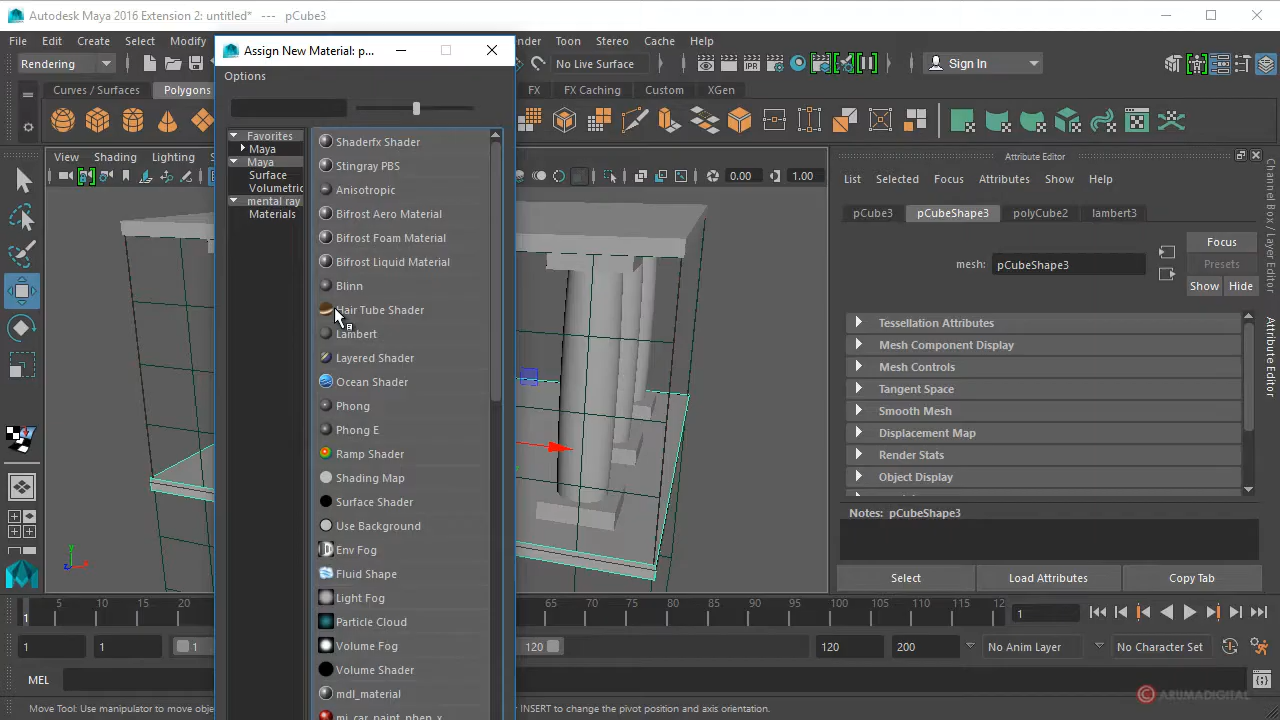 Autodesk Maya 2016 Extension 2: untitled* --- pCube3
File Edit Create Select Modify
Assign New Material: p...
Toon Stereo Cache Help
Rendering
No Live Surface
Sign In
Options
Curves / Surfaces Polygons
FX FX Caching Custom XGen
View Shading Lighting
0.00 1.00
Favorites
Maya
Maya
Surface
Volumetric
mental ray
Materials
Shaderfx Shader
Stingray PBS
Anisotropic
Bifrost Aero Material
Bifrost Foam Material
Bifrost Liquid Material
Blinn
Hair Tube Shader
Lambert
Layered Shader
Ocean Shader
Phong
Phong E
Ramp Shader
Shading Map
Surface Shader
Use Background
Env Fog
Fluid Shape
Light Fog
Particle Cloud
Volume Fog
Volume Shader
mdl_material
mi_car_paint_phen_x
Attribute Editor
List Selected Focus Attributes Show Help
pCube3 pCubeShape3 polyCube2 lambert3
mesh: pCubeShape3
Focus
Presets
Show Hide
Tessellation Attributes
Mesh Component Display
Mesh Controls
Tangent Space
Smooth Mesh
Displacement Map
Render Stats
Object Display
Notes: pCubeShape3
Select Load Attributes Copy Tab
Channel Box / Layer Editor
Attribute Editor
y
x
1 5 10 15 20
65 70 75 80 85 90 95 100 105 110 115 12
1
1 1 1
120 120 200
No Anim Layer No Character Set
MEL
Move Tool: Use manipulator to move objec
INSERT to change the pivot position and axis orientation.
© ARUMADIGITAL